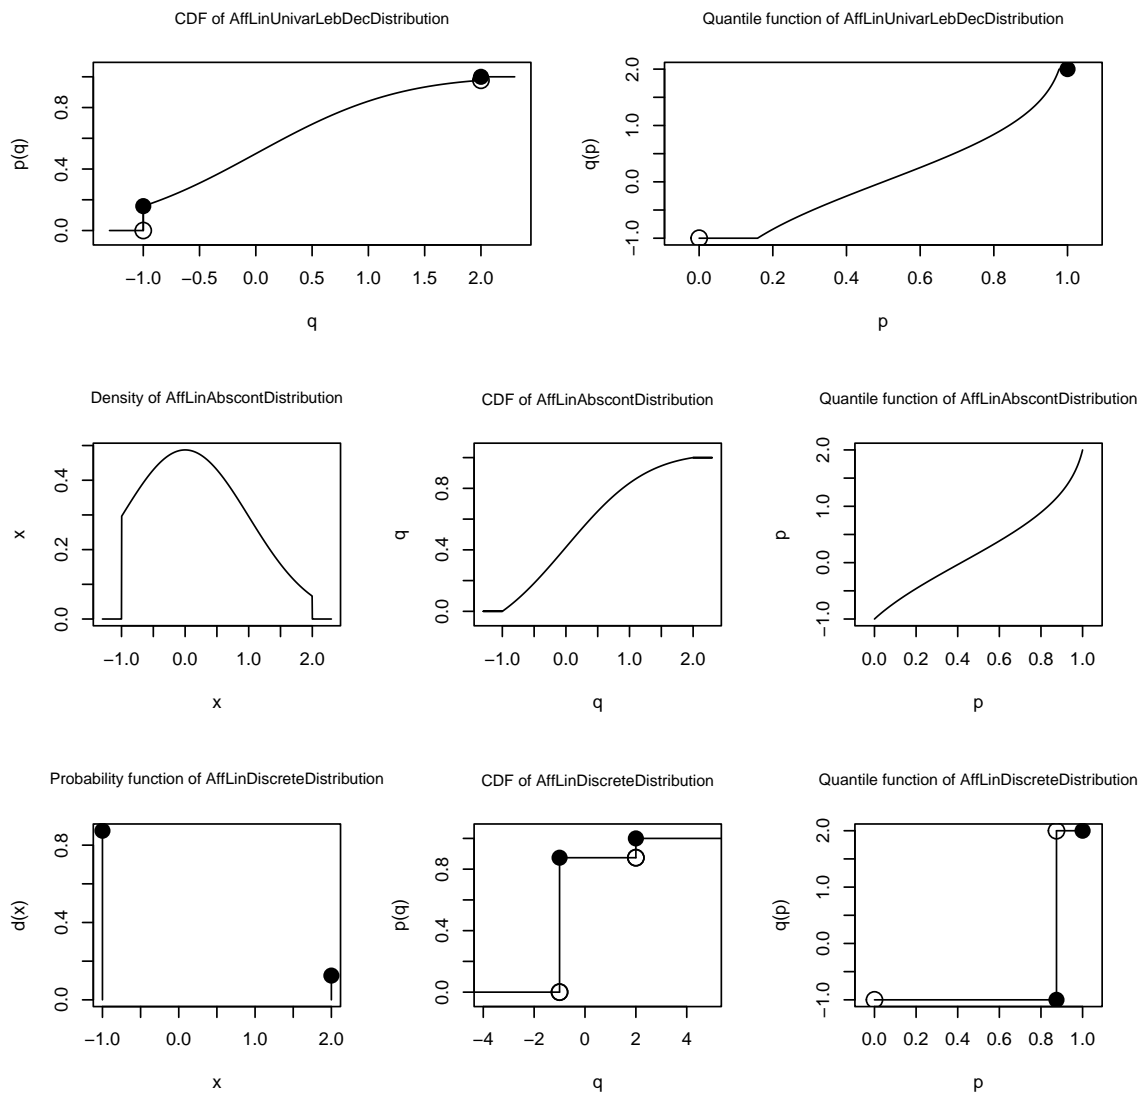 CDF of AffLinUnivarLebDecDistribution
p(q)
0.0 0.4 0.8
−1.0 −0.5 0.0 0.5 1.0 1.5 2.0
q
Quantile function of AffLinUnivarLebDecDistribution
q(p)
−1.0 0.0 1.0 2.0
0.0 0.2 0.4 0.6 0.8 1.0
p
Density of AffLinAbscontDistribution
x
0.0 0.2 0.4
−1.0 0.0 1.0 2.0
x
CDF of AffLinAbscontDistribution
q
0.0 0.4 0.8
−1.0 0.0 1.0 2.0
q
Quantile function of AffLinAbscontDistribution
p
−1.0 0.0 1.0 2.0
0.0 0.2 0.4 0.6 0.8 1.0
p
Probability function of AffLinDiscreteDistribution
d(x)
0.0 0.4 0.8
−1.0 0.0 1.0 2.0
x
CDF of AffLinDiscreteDistribution
p(q)
0.0 0.4 0.8
−4 −2 0 2 4
q
Quantile function of AffLinDiscreteDistribution
q(p)
−1.0 0.0 1.0 2.0
0.0 0.2 0.4 0.6 0.8 1.0
p